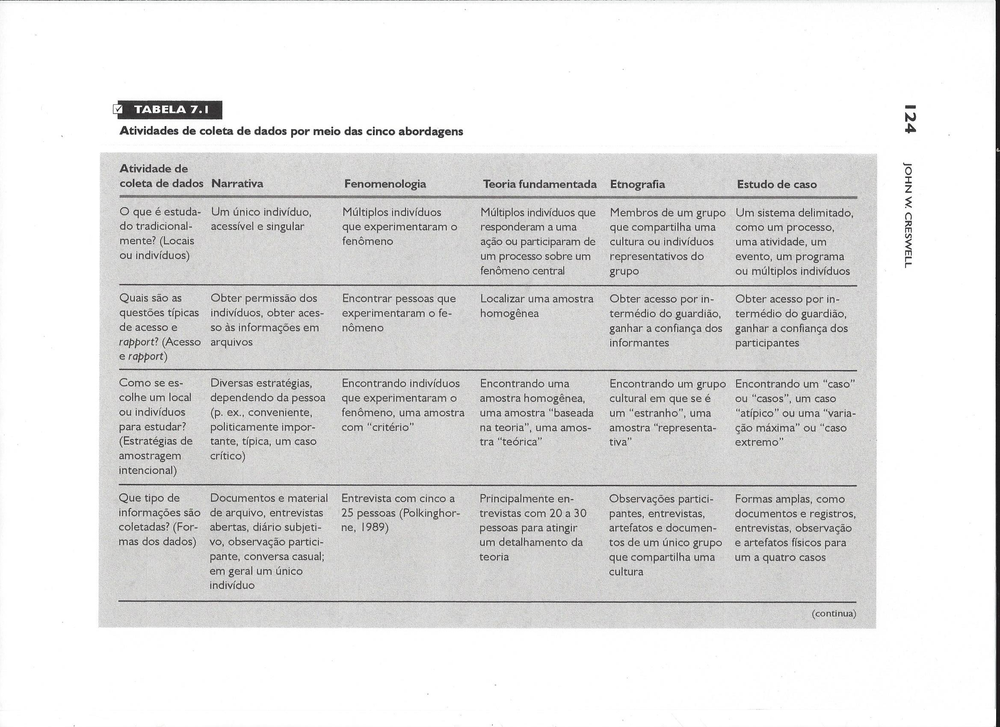 TABELA 7.1
Atividades de coleta de dados por meio das cinco abordagens
Atividade de
coleta de dados
Narrativa
Fenomenologia
Teoria fundamentada
Etnografia
Estudo de caso
O que é estuda-
do tradicional-
mente? (Locais
ou indivíduos)
Um único indivíduo,
acessível e singular
Múltiplos indivíduos
que experimentaram o
fenômeno
Múltiplos indivíduos que
responderam a uma
ação ou participaram de
um processo sobre um
fenômeno central
Membros de um grupo
que compartilha uma
cultura ou indivíduos
representativos do
grupo
Um sistema delimitado,
como um processo,
uma atividade, um
evento, um programa
ou múltiplos indivíduos
Quais são as
questões típicas
de acesso e
rapport? (Acesso
e rapport)
Obter permissão dos
indivíduos, obter aces-
so às informações em
arquivos
Encontrar pessoas que
experimentaram o fe-
nômeno
Localizar uma amostra
homogênea
Obter acesso por in-
termédio do guardião,
ganhar a confiança dos
informantes
Obter acesso por in-
termédio do guardião,
ganhar a confiança dos
participantes
Como se es-
colhe um local
ou indivíduos
para estudar?
(Estratégias de
amostragem
intencional)
Diversas estratégias,
dependendo da pessoa
(p. ex., conveniente,
politicamente impor-
tante, típica, um caso
crítico)
Encontrando indivíduos
que experimentaram o
fenômeno, uma amostra
com “critério”
Encontrando uma
amostra homogênea,
uma amostra “baseada
na teoria”, uma amos-
tra “teórica”
Encontrando um grupo
cultural em que se é
um “estranho”, uma
amostra “representa-
tiva”
Encontrando um “caso”
ou “casos”, um caso
“atípico” ou uma “varia-
ção máxima” ou “caso
extremo”
Que tipo de
informações são
coletadas? (For-
mas dos dados)
Documentos e material
de arquivo, entrevistas
abertas, diário subjeti-
vo, observação partici-
pante, conversa casual;
em geral um único
indivíduo
Entrevista com cinco a
25 pessoas (Polkinghor-
ne, 1989)
Principalmente en-
trevistas com 20 a 30
pessoas para atingir
um detalhamento da
teoria
Observações partici-
pantes, entrevistas,
artefatos e documen-
tos de um único grupo
que compartilha uma
cultura
Formas amplas, como
documentos e registros,
entrevistas, observação
e artefatos físicos para
um a quatro casos
(continua)
124 JOHN W. CRESWELL